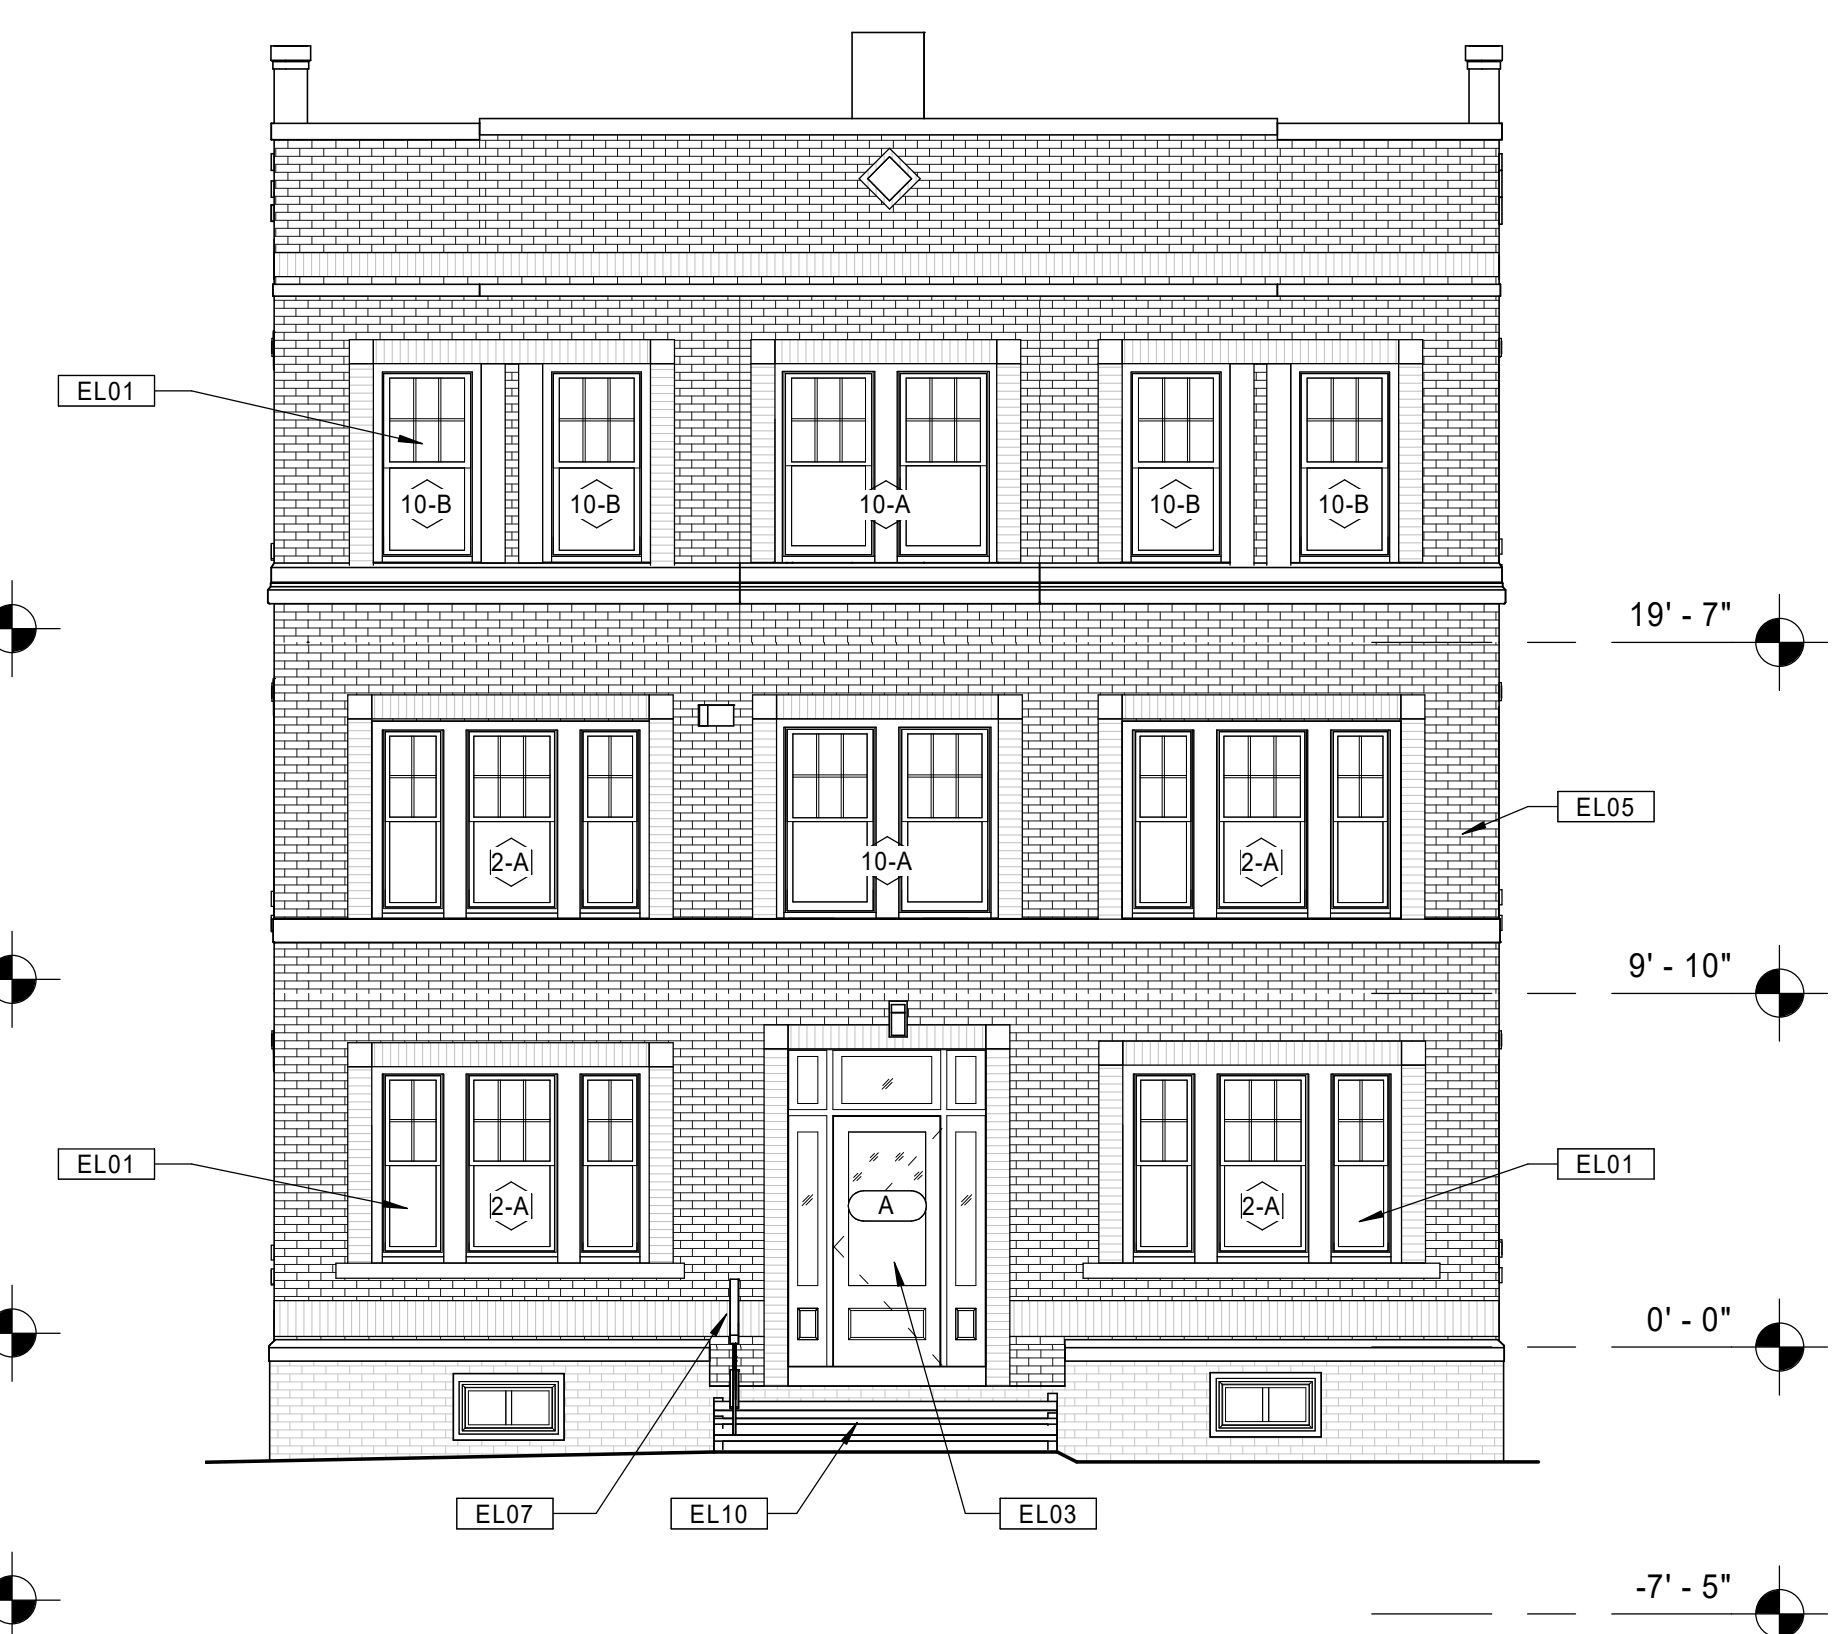 EL01
10-B
10-B
10-A
10-B
10-B
19' - 7"
EL05
2-A
10-A
2-A
9' - 10"
EL01
EL01
2-A
A
2-A
0' - 0"
EL07
EL10
EL03
-7' - 5"